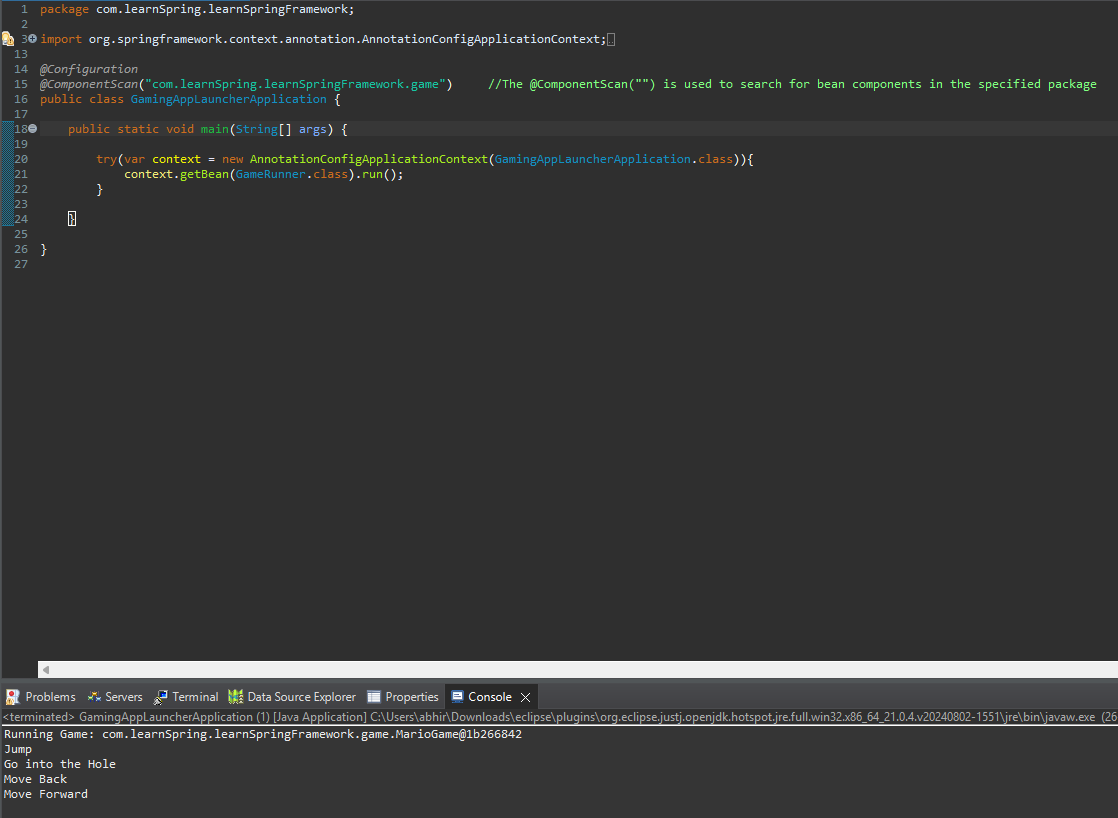 1 package com.learnSpring.learnSpringFramework;
2
3 import org.springframework.context.annotation.AnnotationConfigApplicationContext;
13
14 @Configuration
15 @ComponentScan("com.learnSpring.learnSpringFramework.game") //The @ComponentScan("") is used to search for bean components in the specified package
16 public class GamingAppLauncherApplication {
17
18 public static void main(String[] args) {
19
20 try(var context = new AnnotationConfigApplicationContext(GamingAppLauncherApplication.class)){
21 context.getBean(GameRunner.class).run();
22 }
23
24 }
25
26 }
27
Problems Servers Terminal Data Source Explorer Properties Console
<terminated> GamingAppLauncherApplication (1) [Java Application] C:\Users\abhir\Downloads\eclipse\plugins\org.eclipse.justj.openjdk.hotspot.jre.full.win32.x86_64_21.0.4.v20240802-1551\jre\bin\javaw.exe (26
Running Game: com.learnSpring.learnSpringFramework.game.MarioGame@1b266842
Jump
Go into the Hole
Move Back
Move Forward